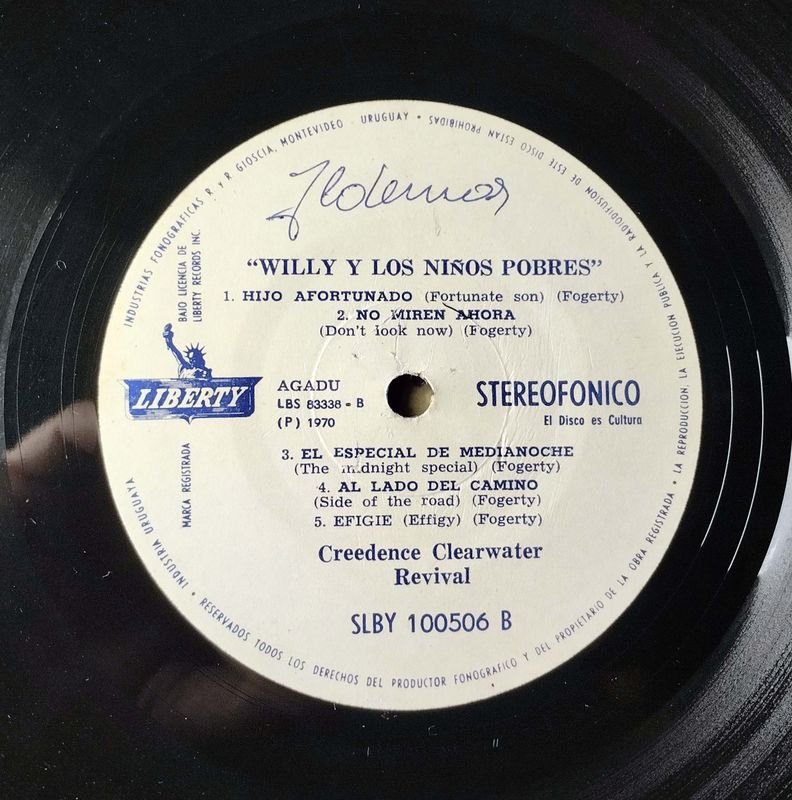 INDUSTRIAS FONOGRAFICAS R. y R. GIOSCIA, MONTEVIDEO - URUGUAY • PROHIBIDAS
LA REPRODUCCION, LA EJECUCION PUBLICA Y LA RADIODIFUSION DE ESTE DISCO ESTAN
BAJO LICENCIA DE
LIBERTY RECORDS INC.
"WILLY Y LOS NIÑOS POBRES"
1. HIJO AFORTUNADO (Fortunate son) (Fogerty)
2. NO MIREN AHORA
(Don't look now) (Fogerty)
LIBERTY
AGADU
LBS 83338 - B
(P) 1970
STEREOFONICO
El Disco es Cultura
MARCA REGISTRADA
3. EL ESPECIAL DE MEDIANOCHE
(The midnight special) (Fogerty)
4. AL LADO DEL CAMINO
(Side of the road) (Fogerty)
5. EFIGIE (Effigy) (Fogerty)
Creedence Clearwater
Revival
SLBY 100506 B
INDUSTRIA URUGUAYA • RESERVADOS TODOS LOS DERECHOS DEL PRODUCTOR FONOGRAFICO Y DEL PROPIETARIO DE LA OBRA REGISTRADA •